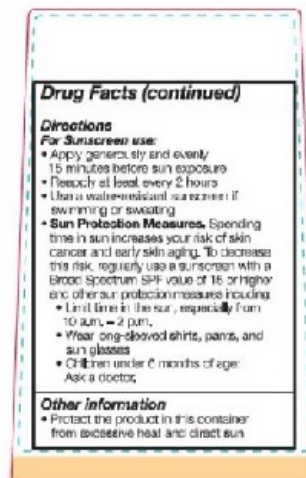 Drug Facts (continued)
Directions
For Sunscreen use:
• Apply generously and evenly
15 minutes before sun exposure
• Reapply at least every 2 hours
• Use a water-resistant sunscreen if
swimming or sweating
• Sun Protection Measures. Spending
time in sun increases your risk of skin
cancer and early skin aging. To decrease
this risk, regularly use a sunscreen with a
Broad Spectrum SPF value of 15 or higher
and other sun protection measures including:
• Limit time in the sun, especially from
10 a.m. – 2 p.m.
• Wear long-sleeved shirts, pants, and
sun glasses
• Children under 6 months of age:
Ask a doctor.
Other information
• Protect the product in this container
from excessive heat and direct sun